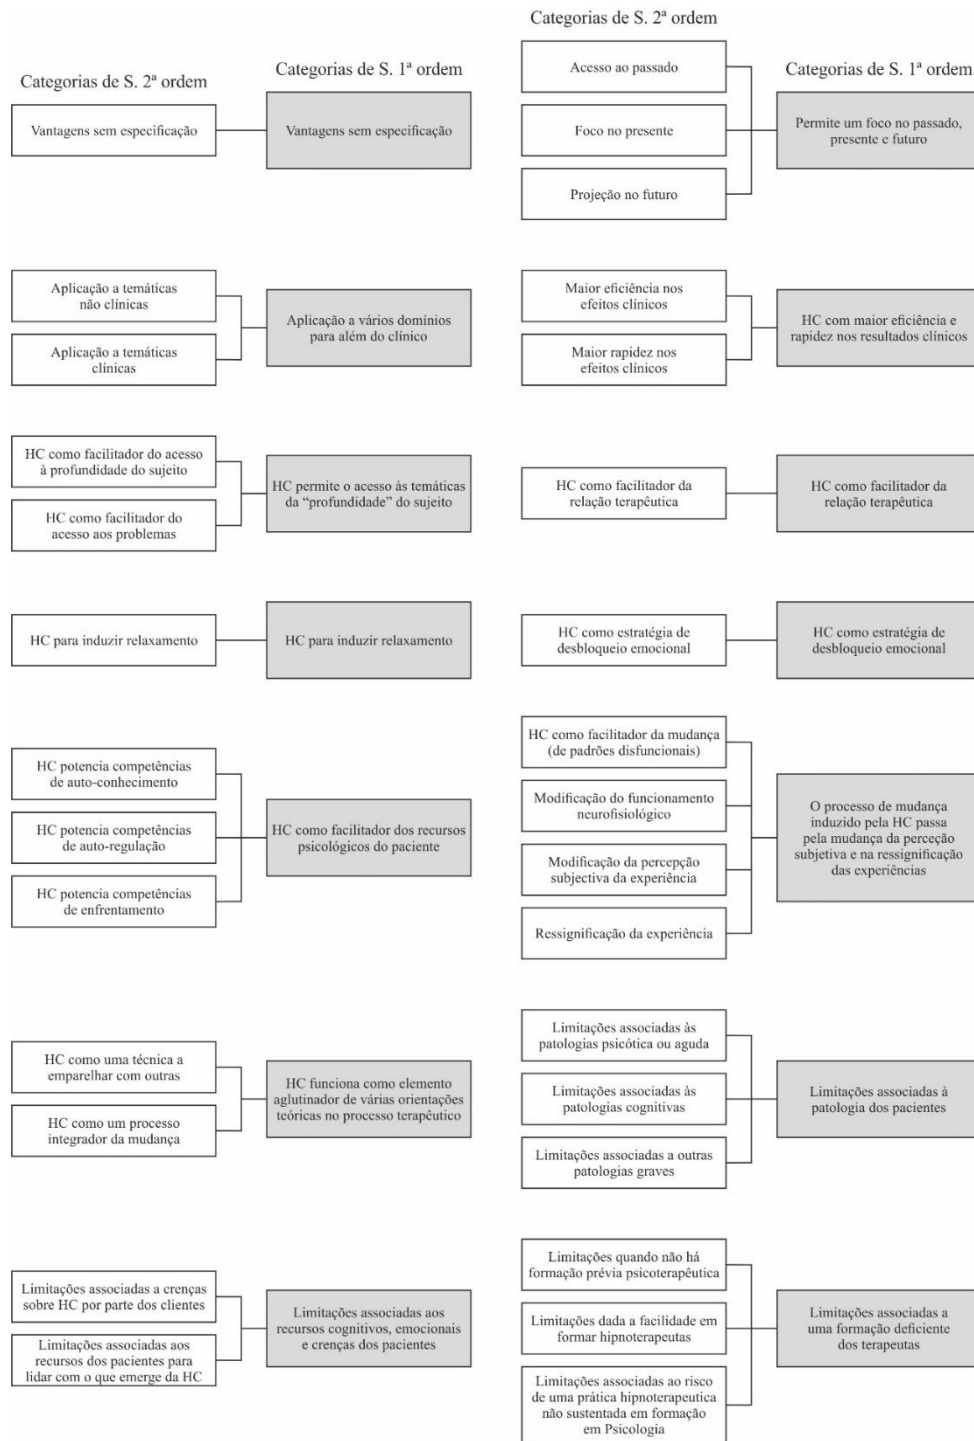 Categorias de S. 2ª ordem
Categorias de S. 1ª ordem
Vantagens sem especificação
Vantagens sem especificação
Aplicação a temáticas
não clínicas
Aplicação a temáticas
clínicas
Aplicação a vários domínios
para além do clínico
HC como facilitador do acesso
à profundidade do sujeito
HC como facilitador do
acesso aos problemas
HC permite o acesso às temáticas
da “profundidade” do sujeito
HC para induzir relaxamento
HC para induzir relaxamento
HC potencia competências
de auto-conhecimento
HC potencia competências
de auto-regulação
HC potencia competências
de enfrentamento
HC como facilitador dos recursos
psicológicos do paciente
HC como uma técnica a
emparelhar com outras
HC como um processo
integrador da mudança
HC funciona como elemento
aglutinador de várias orientações
teóricas no processo terapêutico
Limitações associadas a crenças
sobre HC por parte dos clientes
Limitações associadas aos
recursos dos pacientes para
lidar com o que emerge da HC
Limitações associadas aos
recursos cognitivos, emocionais
e crenças dos pacientes
Categorias de S. 2ª ordem
Categorias de S. 1ª ordem
Acesso ao passado
Foco no presente
Projeção no futuro
Permite um foco no passado,
presente e futuro
Maior eficiência nos
efeitos clínicos
Maior rapidez nos
efeitos clínicos
HC com maior eficiência e
rapidez nos resultados clínicos
HC como facilitador da
relação terapêutica
HC como facilitador da
relação terapêutica
HC como estratégia de
desbloqueio emocional
HC como estratégia de
desbloqueio emocional
HC como facilitador da mudança
(de padrões disfuncionais)
Modificação do funcionamento
neurofisiológico
Modificação da percepção
subjectiva da experiência
Ressignificação da experiência
O processo de mudança
induzido pela HC passa
pela mudança da perceção
subjetiva e na ressignificação
das experiências
Limitações associadas às
patologias psicótica ou aguda
Limitações associadas às
patologias cognitivas
Limitações associadas a outras
patologias graves
Limitações associadas à
patologia dos pacientes
Limitações quando não há
formação prévia psicoterapêutica
Limitações dada a facilidade em
formar hipnoterapeutas
Limitações associadas ao risco
de uma prática hipnoterapeutica
não sustentada em formação
em Psicologia
Limitações associadas a
uma formação deficiente
dos terapeutas